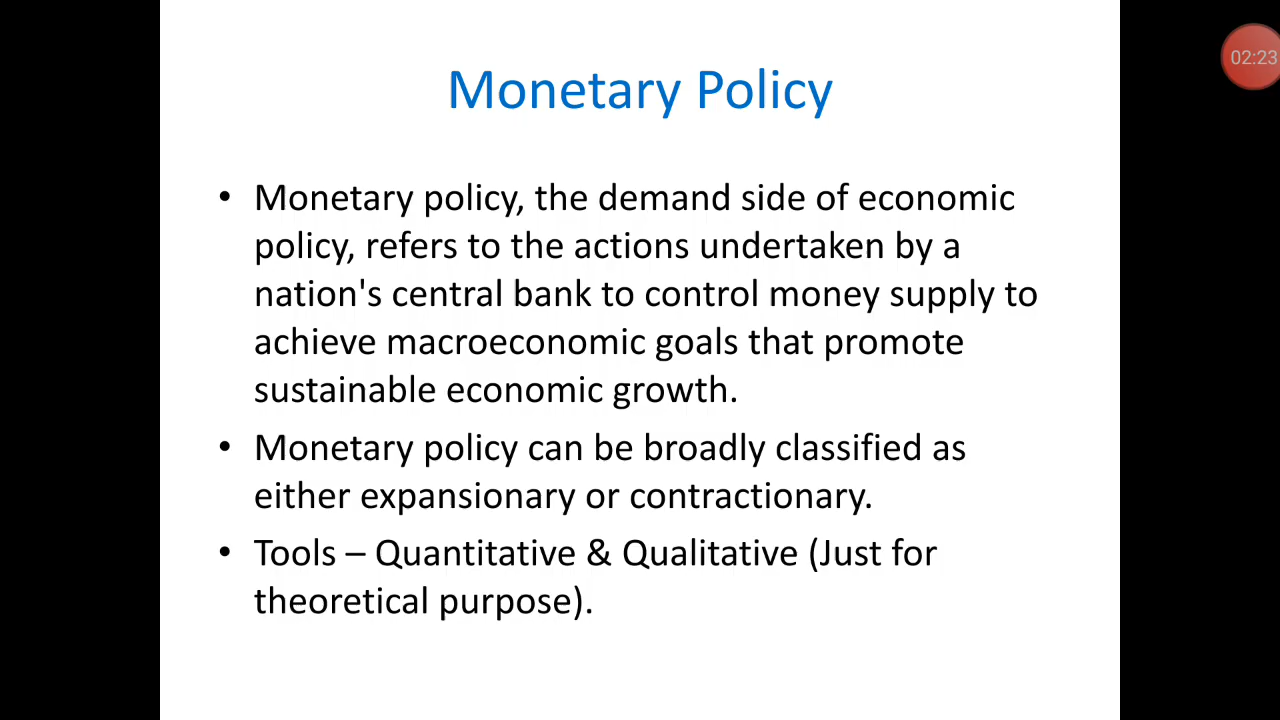 Monetary Policy
02:23
• Monetary policy, the demand side of economic
policy, refers to the actions undertaken by a
nation's central bank to control money supply to
achieve macroeconomic goals that promote
sustainable economic growth.
• Monetary policy can be broadly classified as
either expansionary or contractionary.
• Tools – Quantitative & Qualitative (Just for
theoretical purpose).